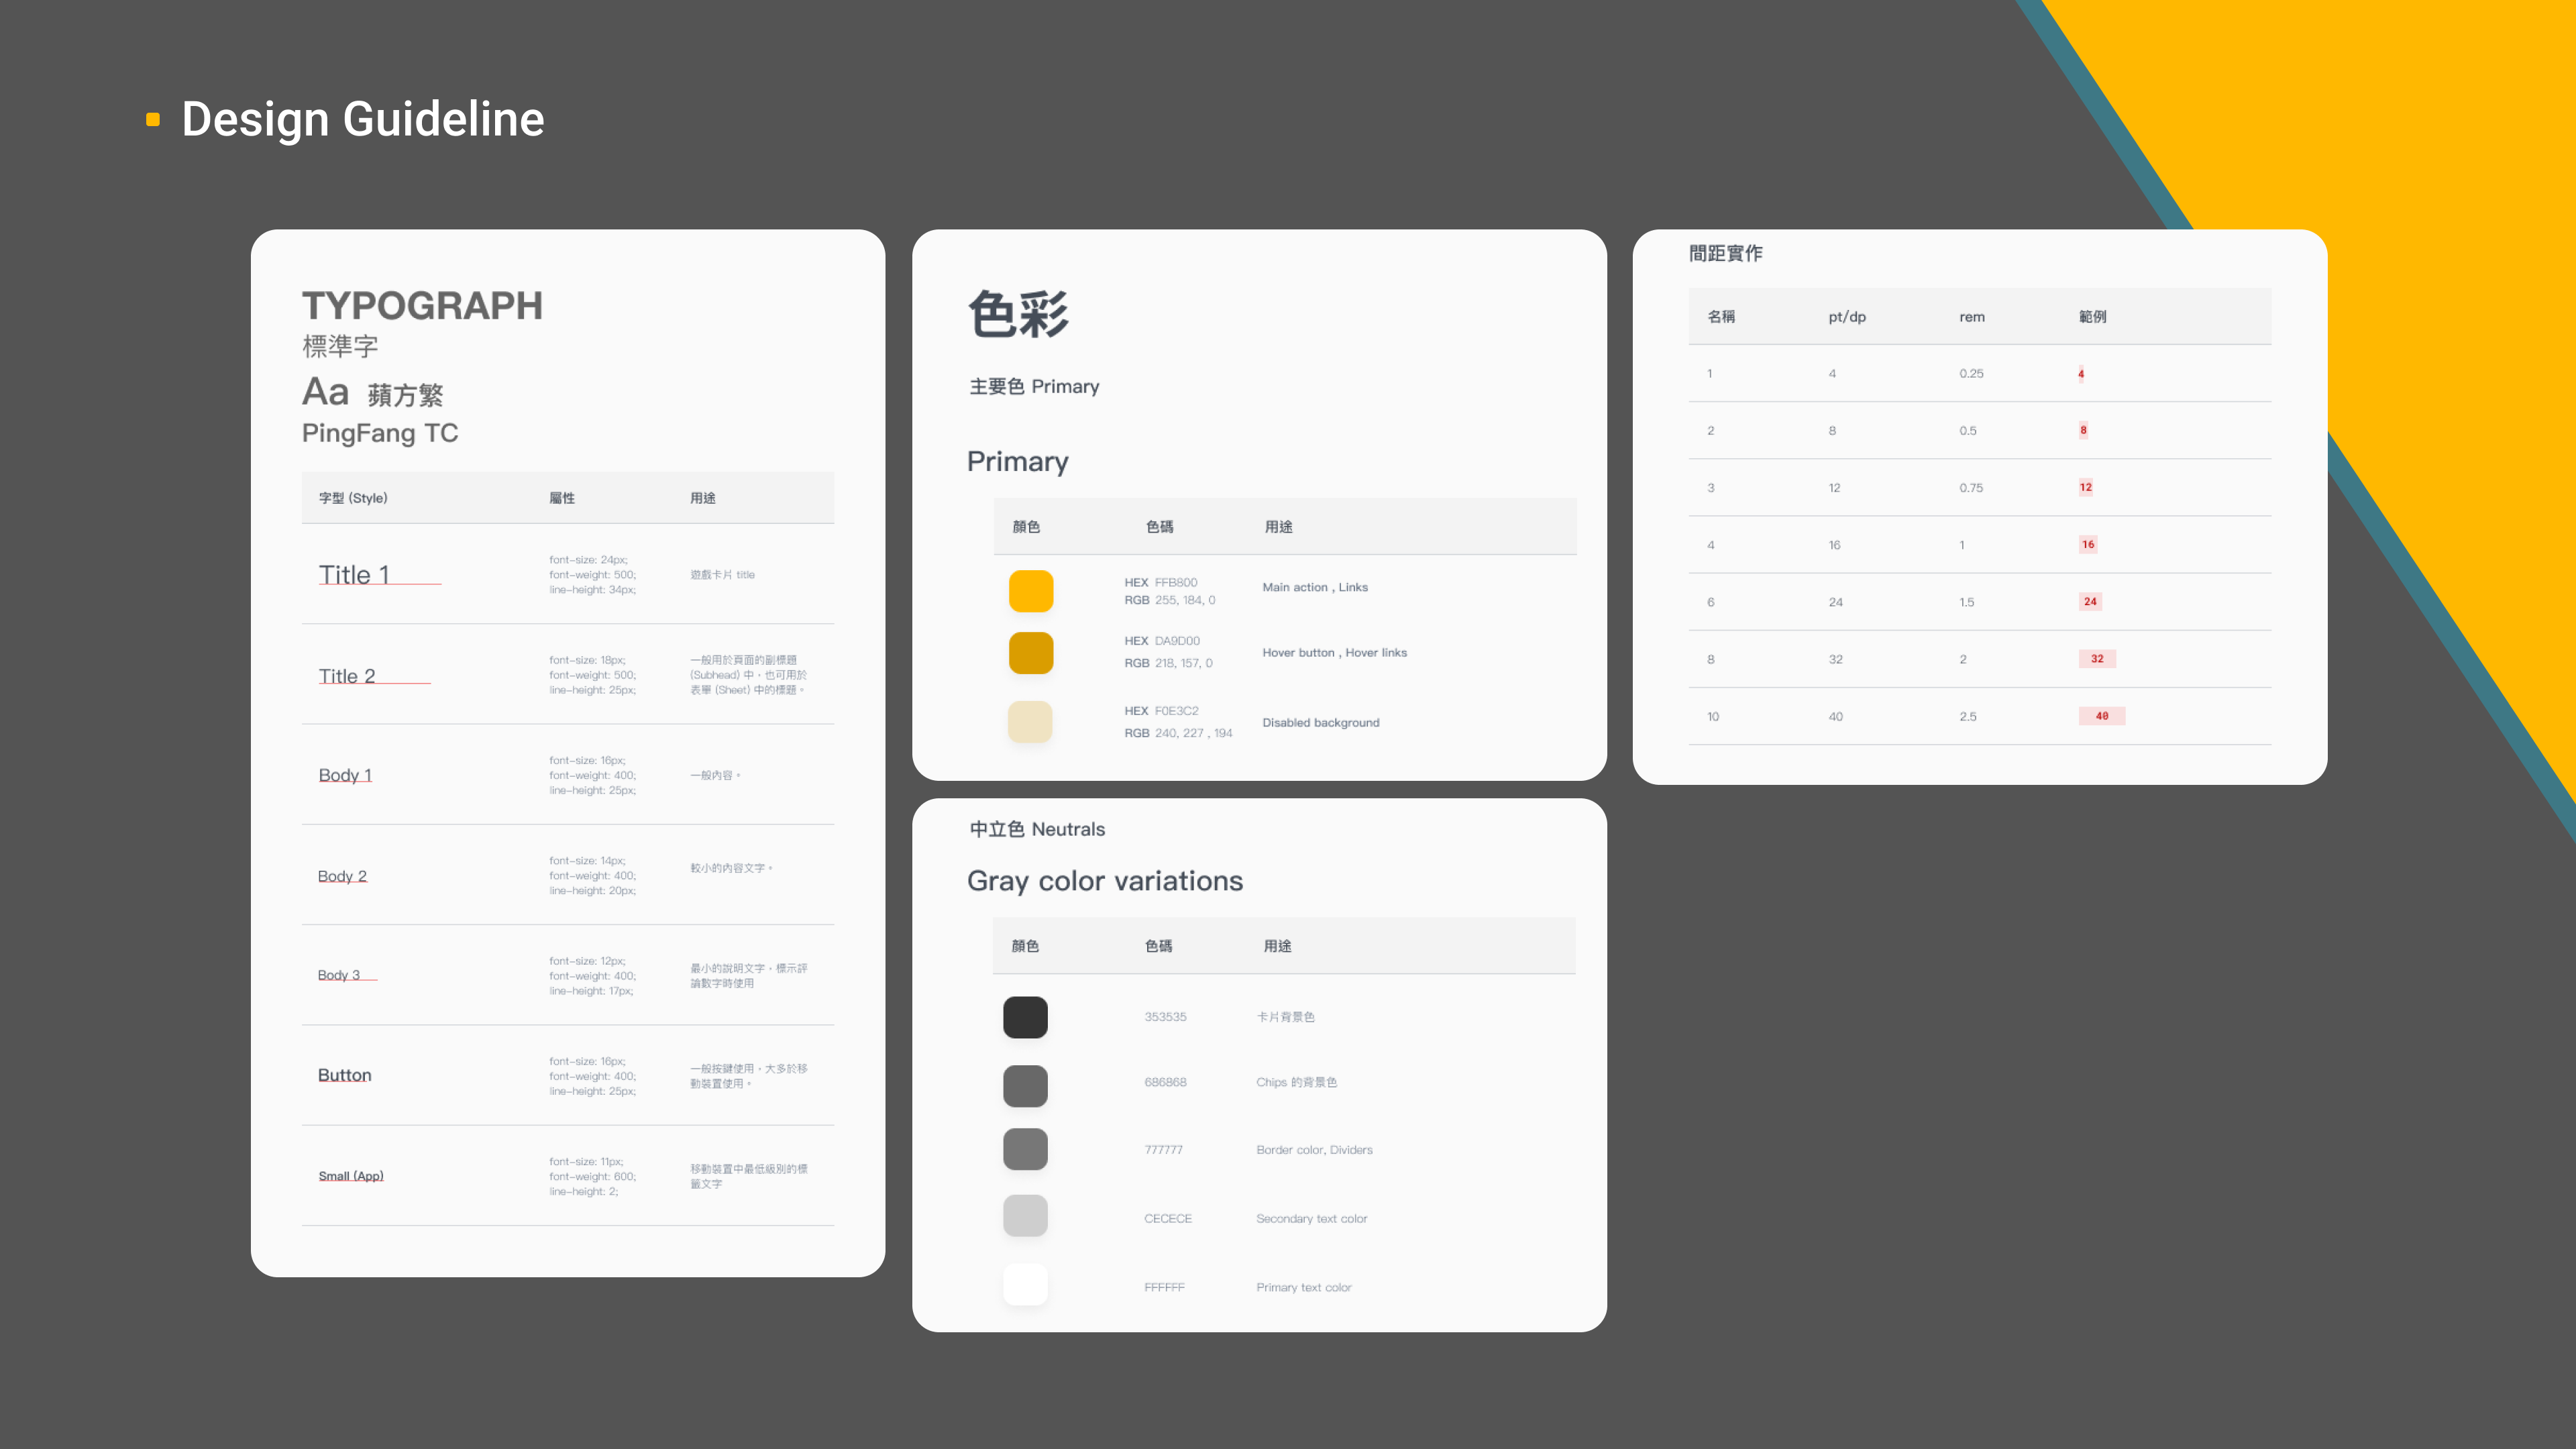 Design Guideline
TYPOGRAPH
標準字
Aa 蘋方繁
PingFang TC
字型 (Style) 屬性 用途
Title 1
font-size: 24px;
font-weight: 500;
line-height: 34px;
遊戲卡片 title
Title 2
font-size: 18px;
font-weight: 500;
line-height: 25px;
一般用於頁面的副標題
(Subhead) 中，也可用於
表單 (Sheet) 中的標題。
Body 1
font-size: 16px;
font-weight: 400;
line-height: 25px;
一般內容。
Body 2
font-size: 14px;
font-weight: 400;
line-height: 20px;
較小的內容文字。
Body 3
font-size: 12px;
font-weight: 400;
line-height: 17px;
最小的說明文字，標示評
論數字時使用
Button
font-size: 16px;
font-weight: 400;
line-height: 25px;
一般按鍵使用，大多於移
動裝置使用。
Small (App)
font-size: 11px;
font-weight: 600;
line-height: 2;
移動裝置中最低級別的標
籤文字
色彩
主要色 Primary
Primary
顏色 色碼 用途
HEX FFB800
RGB 255, 184, 0
Main action , Links
HEX DA9D00
RGB 218, 157, 0
Hover button , Hover links
HEX F0E3C2
RGB 240, 227 , 194
Disabled background
中立色 Neutrals
Gray color variations
顏色 色碼 用途
353535 卡片背景色
686868 Chips 的背景色
777777 Border color, Dividers
CECECE Secondary text color
FFFFFF Primary text color
間距實作
名稱 pt/dp rem 範例
1 4 0.25 4
2 8 0.5 8
3 12 0.75 12
4 16 1 16
6 24 1.5 24
8 32 2 32
10 40 2.5 40